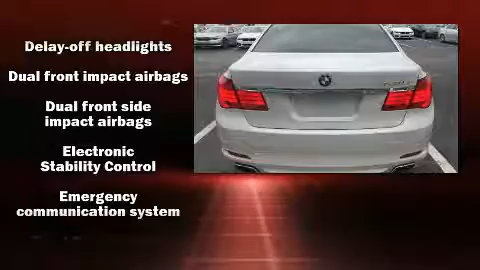 Delay-off headlights
Dual front impact airbags
Dual front side
impact airbags
Electronic
Stability Control
Emergency
communication system